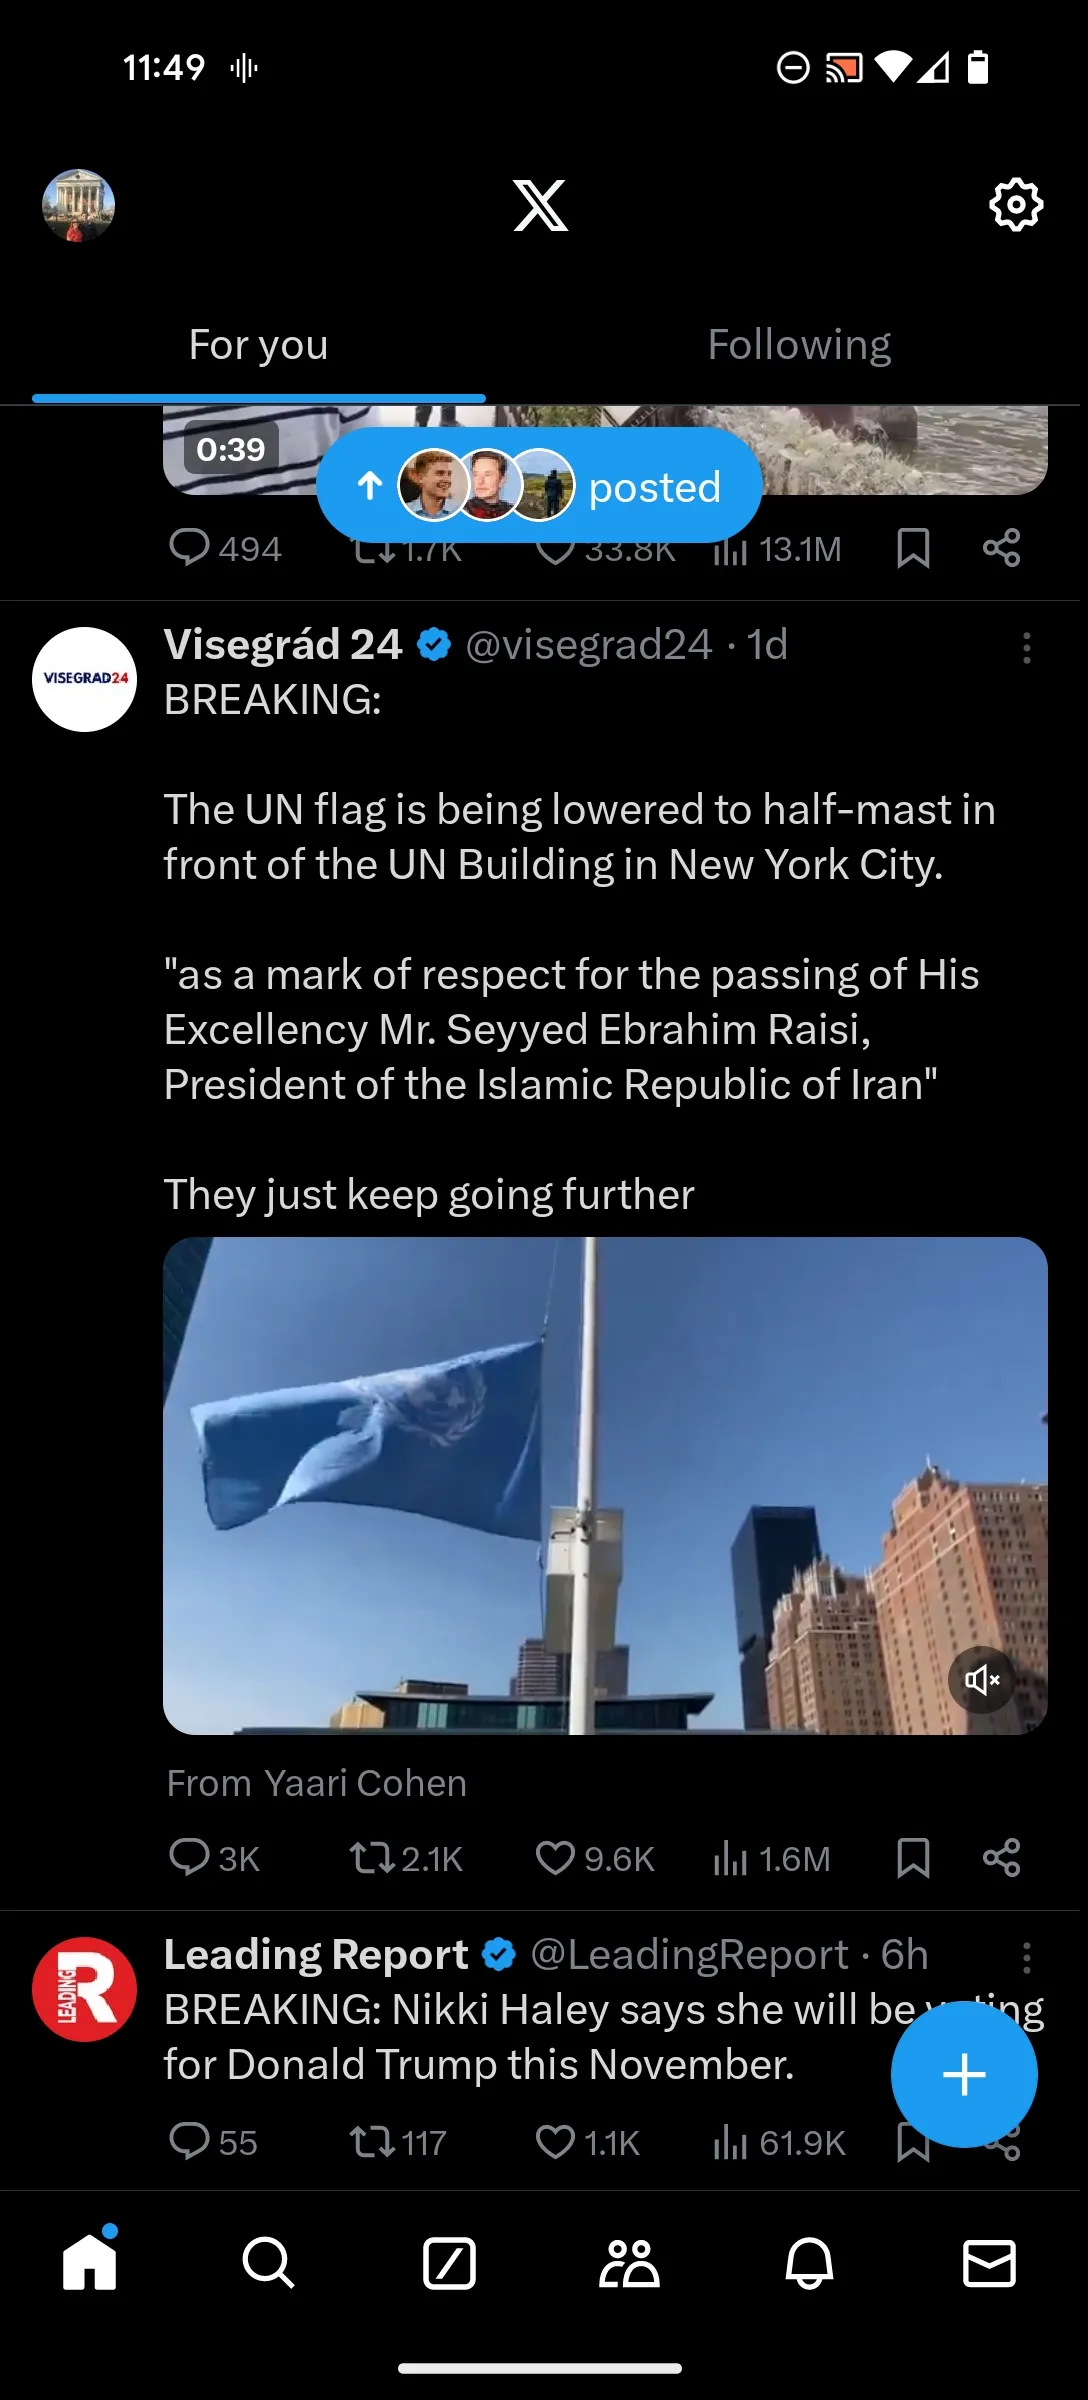 11:49
For you
Following
0:39
posted
494
1.7K
33.8K
13.1M
VISEGRAD24
Visegrád 24 @visegrad24 · 1d
BREAKING:
The UN flag is being lowered to half-mast in
front of the UN Building in New York City.
"as a mark of respect for the passing of His
Excellency Mr. Seyyed Ebrahim Raisi,
President of the Islamic Republic of Iran"
They just keep going further
From Yaari Cohen
3K
2.1K
9.6K
1.6M
LEADING R
Leading Report @LeadingReport · 6h
BREAKING: Nikki Haley says she will be voting
for Donald Trump this November.
55
117
1.1K
61.9K